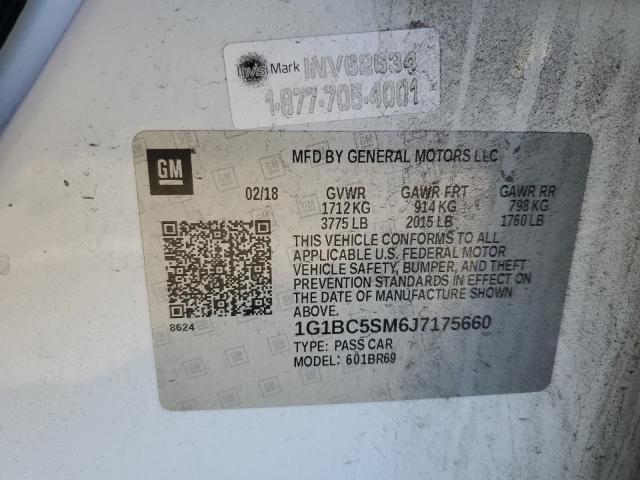 InvisiMark INV62634
1-877-705-4001
GM
MFD BY GENERAL MOTORS LLC
02/18 GVWR GAWR FRT GAWR RR
1712 KG 914 KG 798 KG
3775 LB 2015 LB 1760 LB
THIS VEHICLE CONFORMS TO ALL
APPLICABLE U.S. FEDERAL MOTOR
VEHICLE SAFETY, BUMPER, AND THEFT
PREVENTION STANDARDS IN EFFECT ON
THE DATE OF MANUFACTURE SHOWN
ABOVE.
8624
1G1BC5SM6J7175660
TYPE: PASS CAR
MODEL: 601BR69